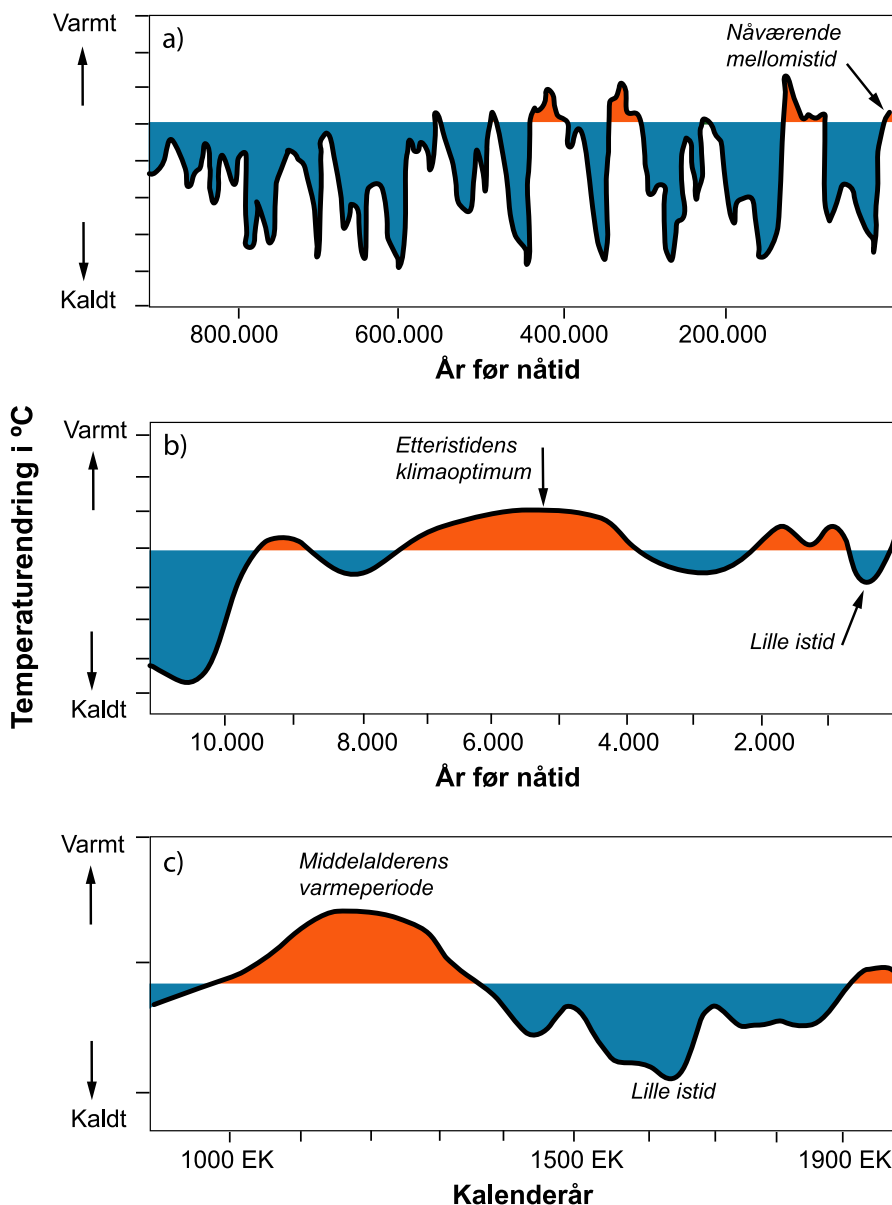 Temperaturendring i ºC
Varmt
a)
Nåværende
mellomistid
Kaldt
800.000
600.000
400.000
200.000
År før nåtid
Varmt
b)
Etteristidens
klimaoptimum
Lille istid
Kaldt
10.000
8.000
6.000
4.000
2.000
År før nåtid
Varmt
c)
Middelalderens
varmeperiode
Lille istid
Kaldt
1000 EK
1500 EK
1900 EK
Kalenderår